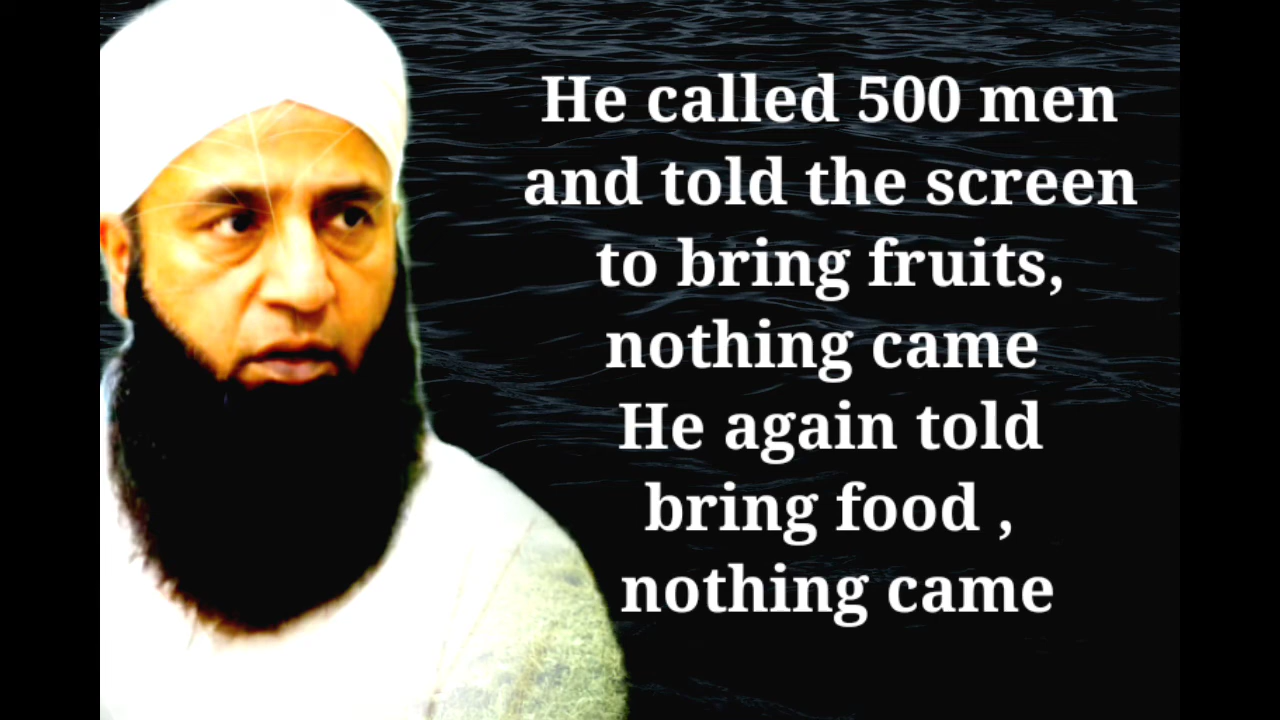 He called 500 men
and told the screen
to bring fruits,
nothing came
He again told
bring food ,
nothing came